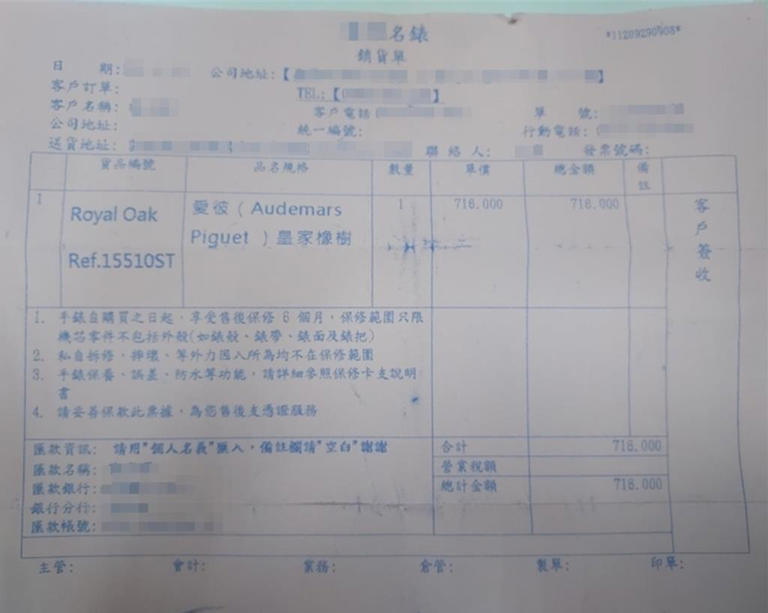 名錶
*11209290908*
銷貨單
日 期: 公司地址:【 】
客戶訂單: TEL:【 】
客戶名稱: 客戶電話( 單 號:
公司地址: 統一編號: 行動電話:(
送貨地址: 聯絡人: 發票號碼:
貨品編號 品名規格 數量 單價 總金額 備註
1 Royal Oak 愛彼(Audemars 1 718.000 718.000 客戶簽收
Ref.15510ST Piguet )皇家橡樹
1. 手錶自購買之日起,享受售後保修 6 個月,保修範圍只限
機芯零件不包括外殼(如錶殼、錶帶、錶面及錶把)
2. 私自拆修、摔壞、等外力因人所為均不在保修範圍
3. 手錶保養、誤差、防水等功能,請詳細參照保修卡支說明
書
4. 請妥善保款此票據,為您售後支憑證服務
匯款資訊: 請用"個人名義"匯入,備註欄請"空白"謝謝 合計 718.000
匯款名稱: 營業稅額
匯款銀行: 總計金額 718.000
銀行分行:
匯款帳號:
主管: 會計: 業務: 倉管: 製單: 印單: